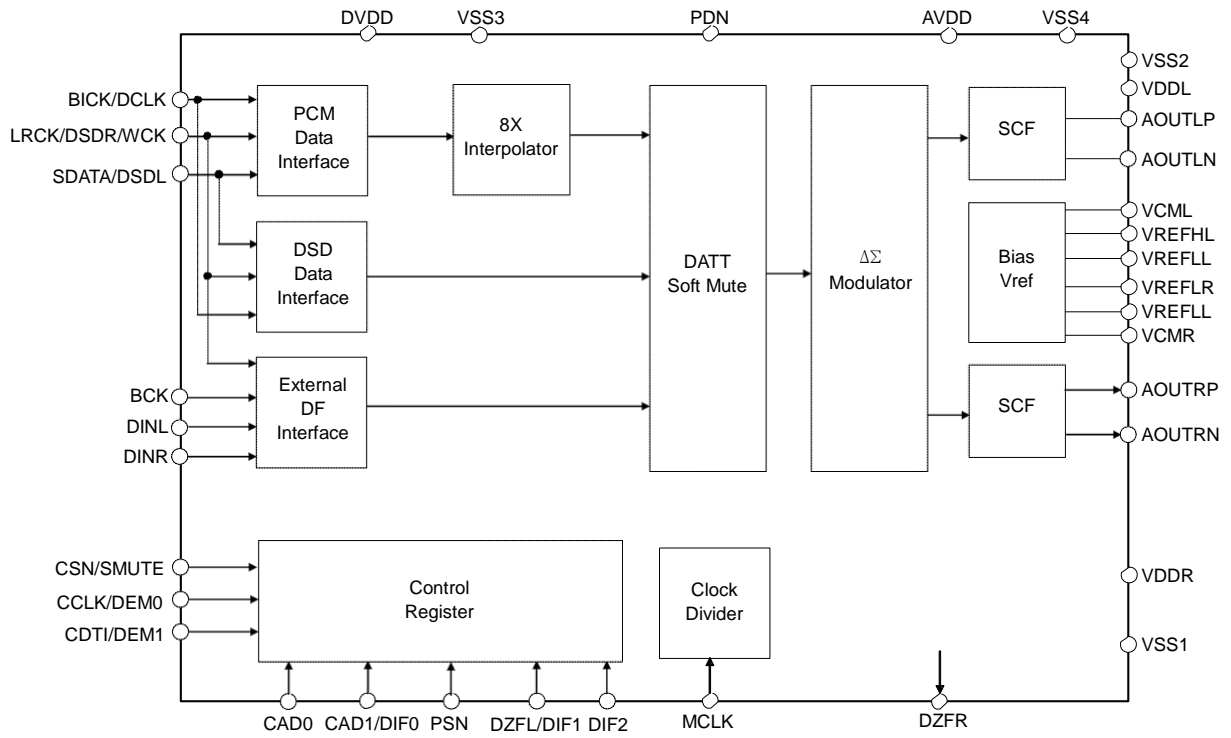 DVDD
VSS3
PDN
AVDD
VSS4
VSS2
VDDL
BICK/DCLK
LRCK/DSDR/WCK
SDATA/DSDL
PCM
Data
Interface
8X
Interpolator
SCF
AOUTLP
AOUTLN
DSD
Data
Interface
DATT
Soft Mute
ΔΣ
Modulator
Bias
Vref
VCML
VREFHL
VREFLL
VREFLR
VREFLL
VCMR
BCK
DINL
DINR
External
DF
Interface
SCF
AOUTRP
AOUTRN
CSN/SMUTE
CCLK/DEM0
CDTI/DEM1
Control
Register
Clock
Divider
VDDR
VSS1
CAD0
CAD1/DIF0
PSN
DZFL/DIF1
DIF2
MCLK
DZFR